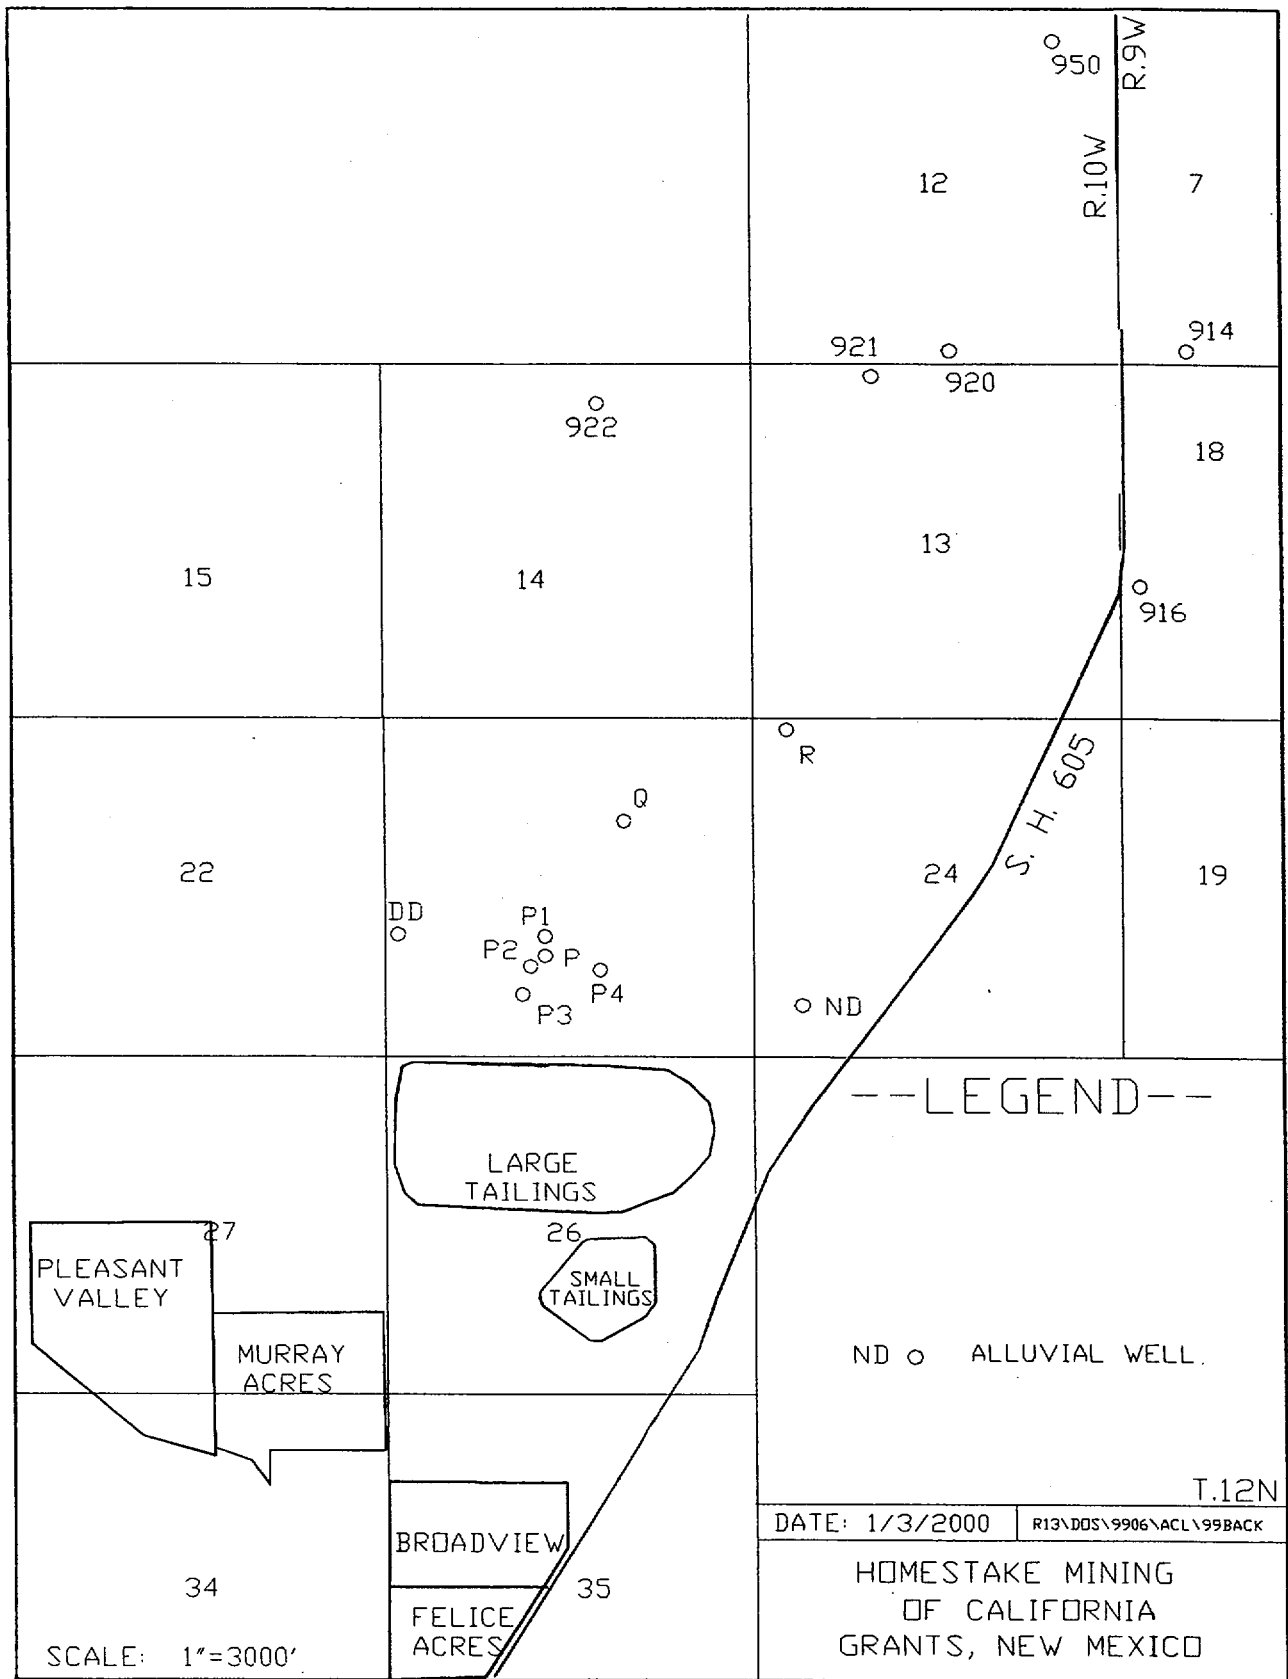 950
R.9W
R.10W
12
7
914
921
920
922
18
13
15
14
916
R
S. H. 605
Q
22
24
19
DD
P1
P2
P
P4
P3
ND
--LEGEND--
LARGE
TAILINGS
27
26
PLEASANT
VALLEY
SMALL
TAILINGS
MURRAY
ACRES
ND ALLUVIAL WELL
T.12N
DATE: 1/3/2000
R13\DOS\9906\ACL\99BACK
BROADVIEW
34
35
FELICE
ACRES
HOMESTAKE MINING
OF CALIFORNIA
GRANTS, NEW MEXICO
SCALE: 1"=3000'